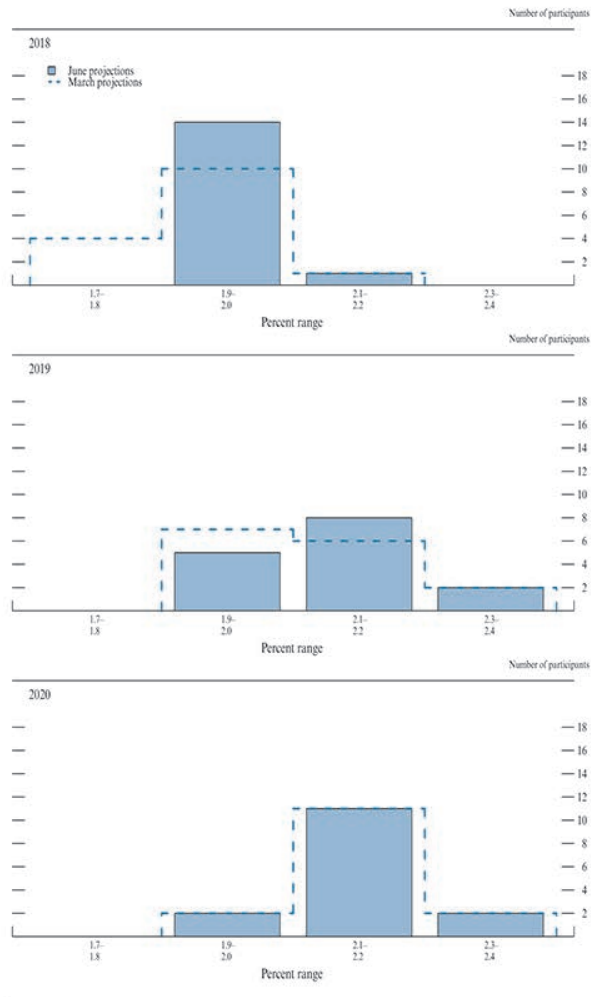 Number of participants
2018
June projections
March projections
18
16
14
12
10
8
6
4
2
1.7– 1.9– 2.1– 2.3–
1.8 2.0 2.2 2.4
Percent range
Number of participants
2019
18
16
14
12
10
8
6
4
2
1.7– 1.9– 2.1– 2.3–
1.8 2.0 2.2 2.4
Percent range
Number of participants
2020
18
16
14
12
10
8
6
4
2
1.7– 1.9– 2.1– 2.3–
1.8 2.0 2.2 2.4
Percent range